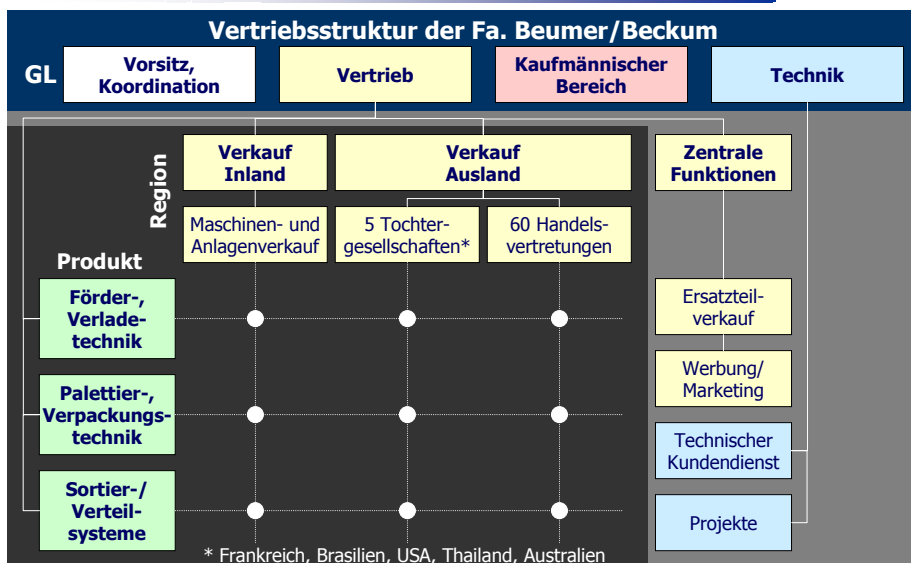 Vertriebsstruktur der Fa. Beumer/Beckum
GL
Vorsitz,
Koordination
Vertrieb
Kaufmännischer
Bereich
Technik
Region
Verkauf
Inland
Verkauf
Ausland
Zentrale
Funktionen
Maschinen- und
Anlagenverkauf
5 Tochter-
gesellschaften*
60 Handels-
vertretungen
Produkt
Förder-,
Verlade-
technik
Palettier-,
Verpackungs-
technik
Sortier-/
Verteil-
systeme
Ersatzteil-
verkauf
Werbung/
Marketing
Technischer
Kundendienst
Projekte
* Frankreich, Brasilien, USA, Thailand, Australien